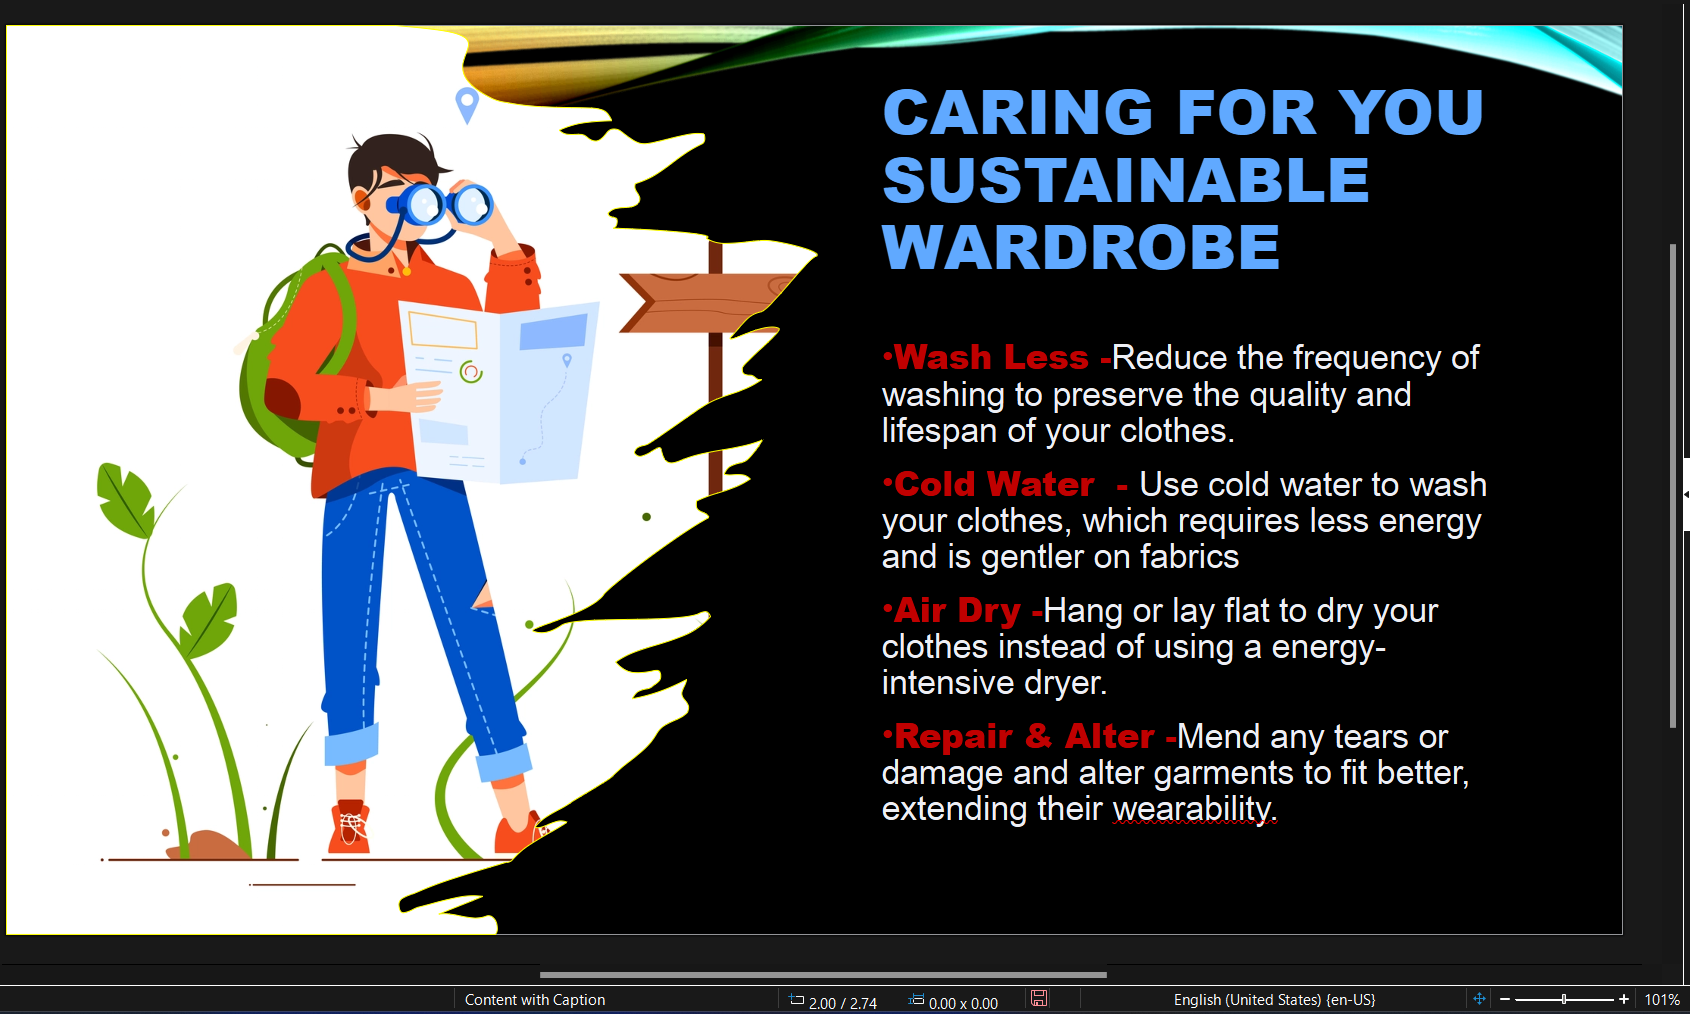 CARING FOR YOU
SUSTAINABLE
WARDROBE
•Wash Less -Reduce the frequency of
washing to preserve the quality and
lifespan of your clothes.
•Cold Water  - Use cold water to wash
your clothes, which requires less energy
and is gentler on fabrics
•Air Dry -Hang or lay flat to dry your
clothes instead of using a energy-
intensive dryer.
•Repair & Alter -Mend any tears or
damage and alter garments to fit better,
extending their wearability.
Content with Caption
2.00 / 2.74
0.00 x 0.00
English (United States) {en-US}
101%